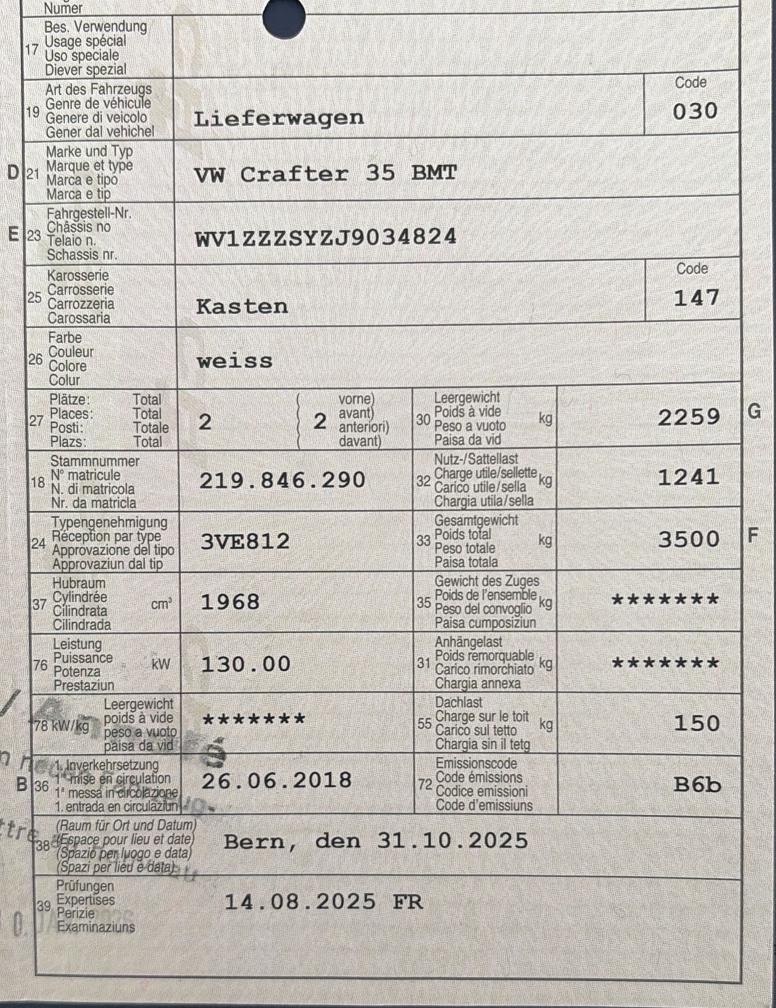 Numer
17 Bes. Verwendung
Usage spécial
Uso speciale
Diever spezial
19 Art des Fahrzeugs
Genre de véhicule
Genere di veicolo
Gener dal vehichel
Lieferwagen
Code
030
D 21 Marke und Typ
Marque et type
Marca e tipo
Marca e tip
VW Crafter 35 BMT
E 23 Fahrgestell-Nr.
Châssis no
Telaio n.
Schassis nr.
WV1ZZZSYZJ9034824
25 Karosserie
Carrosserie
Carrozzeria
Carossaria
Kasten
Code
147
26 Farbe
Couleur
Colore
Colur
weiss
27 Plätze: Total
Places: Total
Posti: Totale
Plazs: Total
2
2
vorne)
avant)
anteriori)
davant)
30 Leergewicht
Poids à vide
Peso a vuoto
Paisa da vid
kg
2259
G
18 Stammnummer
N° matricule
N. di matricola
Nr. da matricla
219.846.290
32 Nutz-/Sattellast
Charge utile/sellette
Carico utile/sella
Chargia utila/sella
kg
1241
24 Typengenehmigung
Réception par type
Approvazione del tipo
Approvaziun dal tip
3VE812
33 Gesamtgewicht
Poids total
Peso totale
Paisa totala
kg
3500
F
37 Hubraum
Cylindrée
Cilindrata
Cilindrada
cm³
1968
35 Gewicht des Zuges
Poids de l'ensemble
Peso del convoglio
Paisa cumposiziun
kg
*******
76 Leistung
Puissance
Potenza
Prestaziun
kW
130.00
31 Anhängelast
Poids remorquable
Carico rimorchiato
Chargia annexa
kg
*******
78 kW/kg
Leergewicht
poids à vide
peso a vuoto
paisa da vid
*******
55 Dachlast
Charge sur le toit
Carico sul tetto
Chargia sin il tetg
kg
150
B 36 1. Inverkehrsetzung
1re mise en circulation
1a messa in circolazione
1. entrada en circulaziun
26.06.2018
72 Emissionscode
Code émissions
Codice emissioni
Code d'emissiuns
B6b
38 (Raum für Ort und Datum)
(Espace pour lieu et date)
(Spazio per luogo e data)
(Spazi per lieu e data)
Bern, den 31.10.2025
39 Prüfungen
Expertises
Perizie
Examinaziuns
14.08.2025 FR